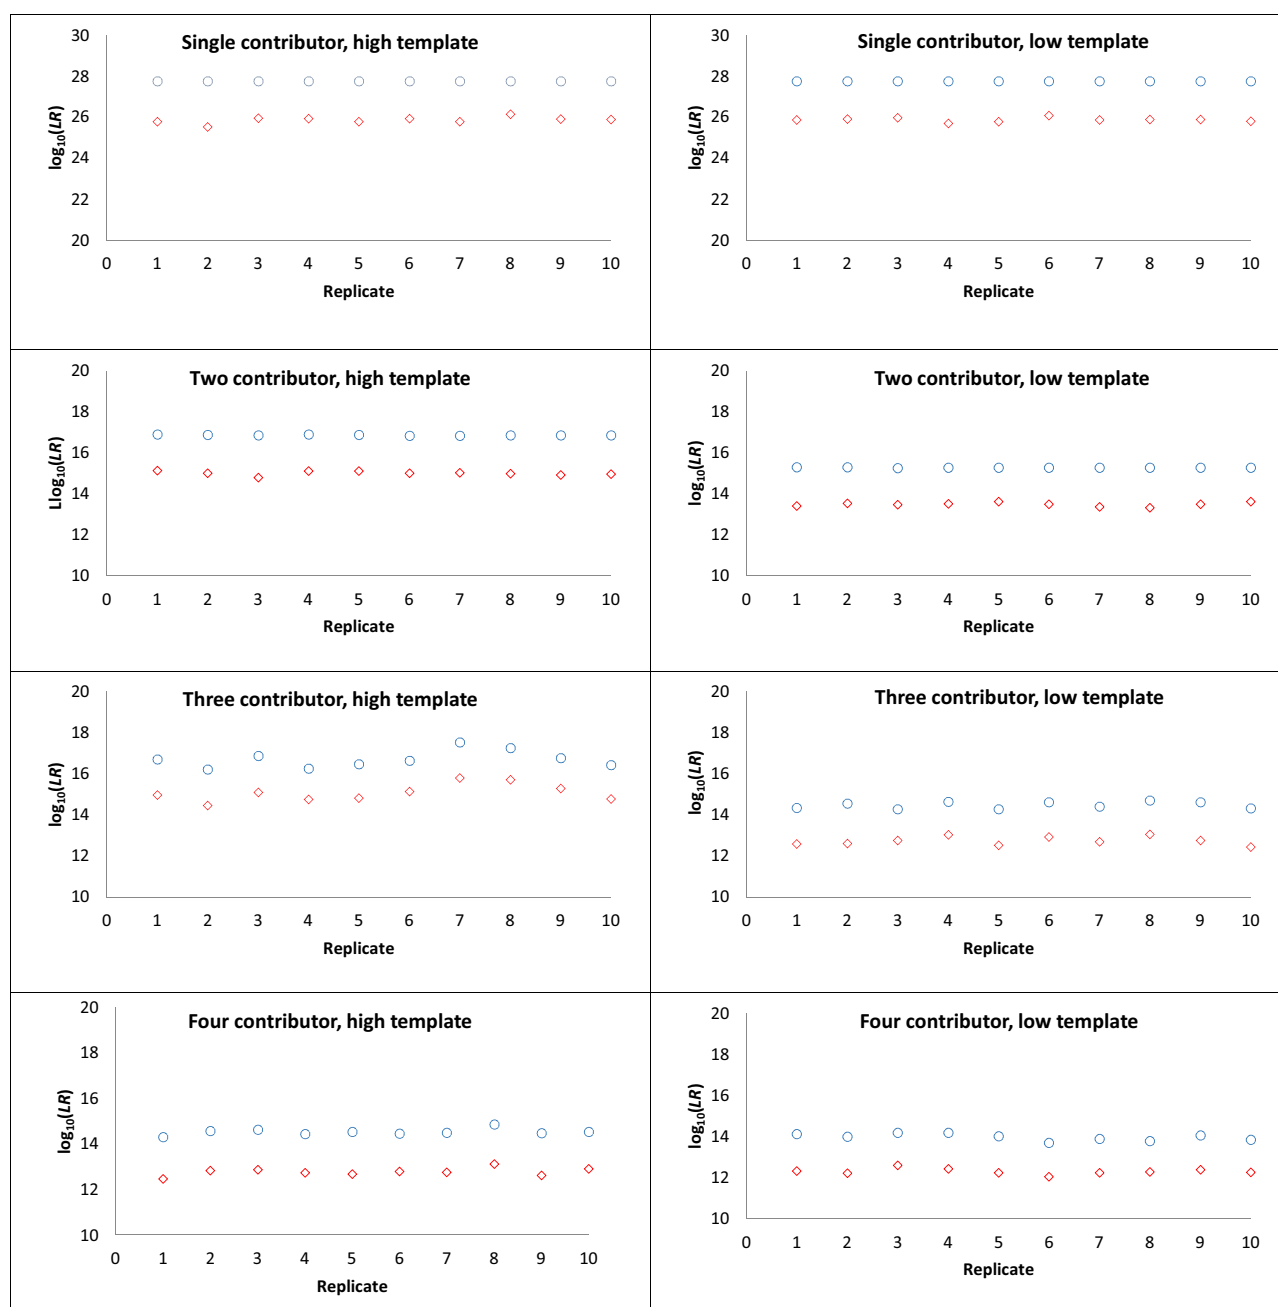 Single contributor, high template
30
28
26
24
22
20
log10(LR)
0 1 2 3 4 5 6 7 8 9 10
Replicate
Single contributor, low template
30
28
26
24
22
20
log10(LR)
0 1 2 3 4 5 6 7 8 9 10
Replicate
Two contributor, high template
20
18
16
14
12
10
Llog10(LR)
0 1 2 3 4 5 6 7 8 9 10
Replicate
Two contributor, low template
20
18
16
14
12
10
log10(LR)
0 1 2 3 4 5 6 7 8 9 10
Replicate
Three contributor, high template
20
18
16
14
12
10
log10(LR)
0 1 2 3 4 5 6 7 8 9 10
Replicate
Three contributor, low template
20
18
16
14
12
10
log10(LR)
0 1 2 3 4 5 6 7 8 9 10
Replicate
Four contributor, high template
20
18
16
14
12
10
log10(LR)
0 1 2 3 4 5 6 7 8 9 10
Replicate
Four contributor, low template
20
18
16
14
12
10
log10(LR)
0 1 2 3 4 5 6 7 8 9 10
Replicate